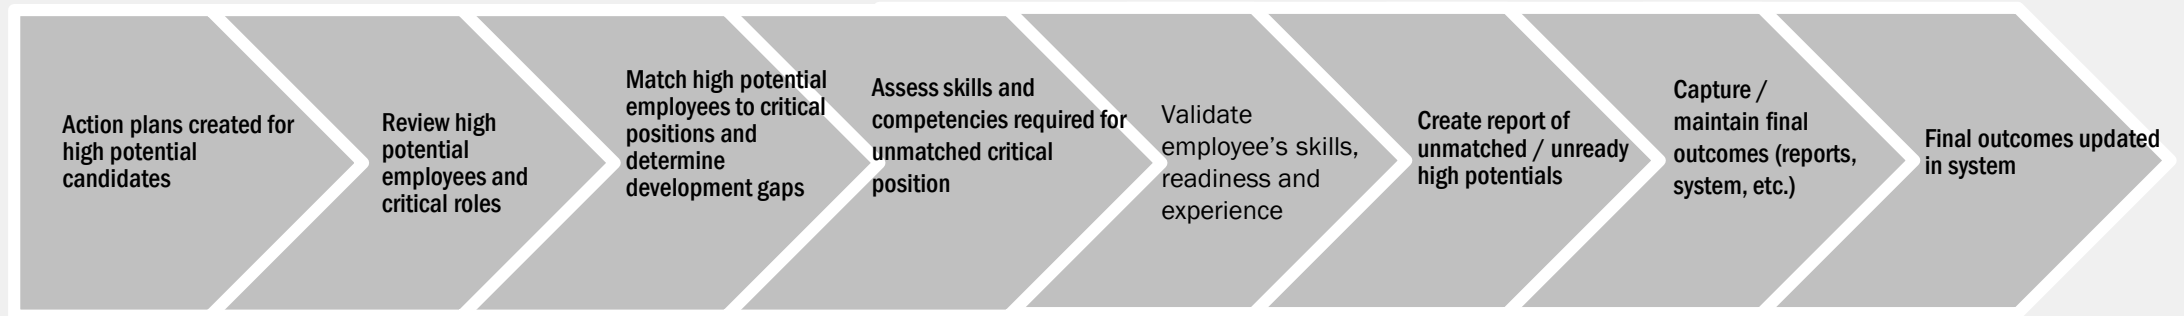 Action plans created for
high potential
candidates
Review high
potential
employees and
critical roles
Match high potential
employees to critical
positions and
determine
development gaps
Assess skills and
competencies required for
unmatched critical
position
Validate
employee’s skills,
readiness and
experience
Create report of
unmatched / unready
high potentials
Capture /
maintain final
outcomes (reports,
system, etc.)
Final outcomes updated
in system